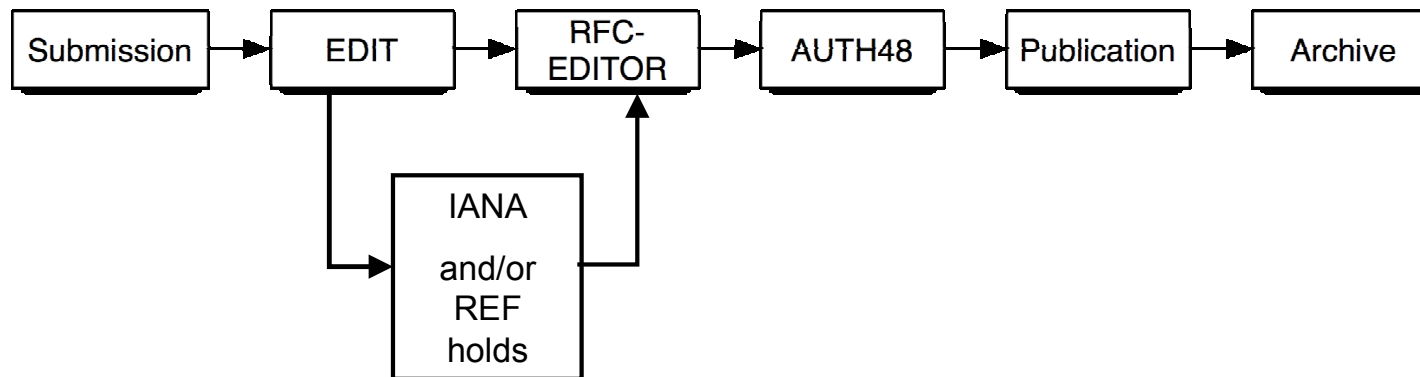 Submission
EDIT
RFC-
EDITOR
AUTH48
Publication
Archive
IANA
and/or
REF
holds